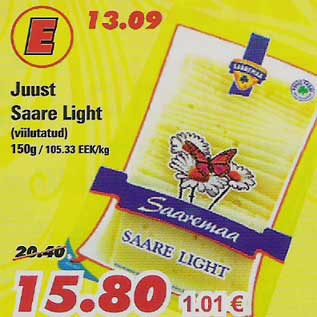 E 13.09
Juust
Saare Light
(viilutatud)
150g / 105.33 EEK/kg
SAAREMAA
Saaremaa
SAARE LIGHT
20.40
15.80
1.01 €